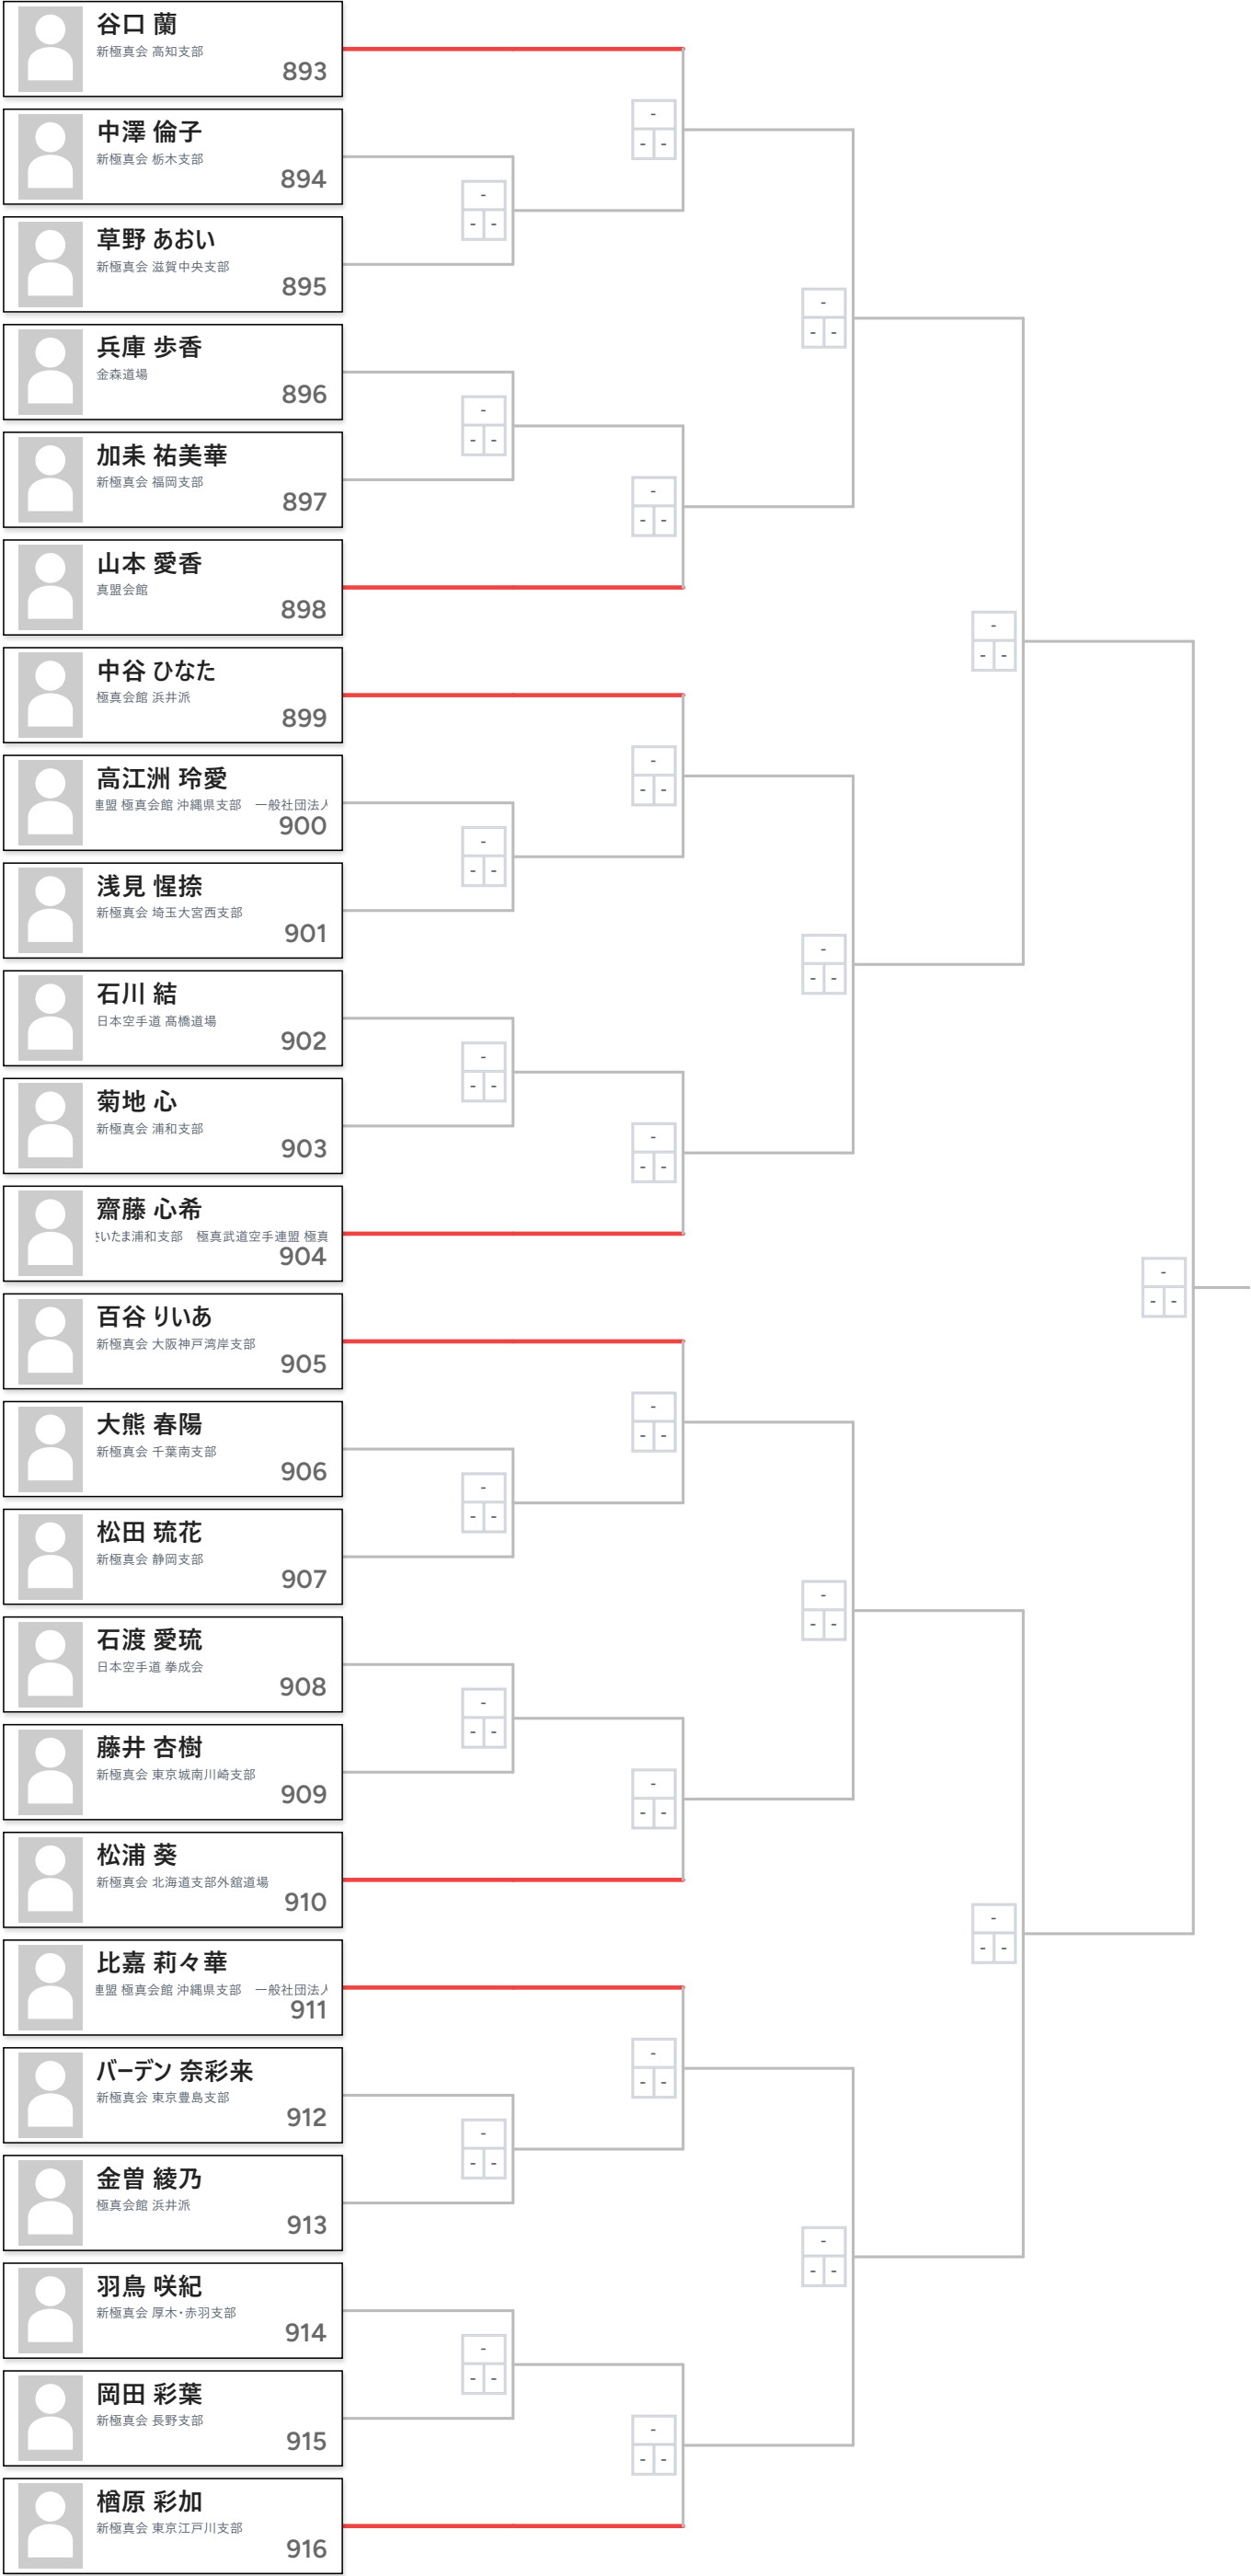 谷口 蘭
新極真会 高知支部
893
-
- -
中澤 倫子
新極真会 栃木支部
894
-
- -
草野 あおい
新極真会 滋賀中央支部
895
-
- -
兵庫 歩香
金森道場
896
-
- -
加耒 祐美華
新極真会 福岡支部
897
-
- -
山本 愛香
真盟会館
898
-
- -
中谷 ひなた
極真会館 浜井派
899
-
- -
高江洲 玲愛
連盟 極真会館 沖縄県支部　一般社団法人
900
-
- -
浅見 惺捺
新極真会 埼玉大宮西支部
901
-
- -
石川 結
日本空手道 髙橋道場
902
-
- -
菊地 心
新極真会 浦和支部
903
-
- -
齋藤 心希
さいたま浦和支部　極真武道空手連盟 極真
904
-
- -
百谷 りいあ
新極真会 大阪神戸湾岸支部
905
-
- -
大熊 春陽
新極真会 千葉南支部
906
-
- -
松田 琉花
新極真会 静岡支部
907
-
- -
石渡 愛琉
日本空手道 拳成会
908
-
- -
藤井 杏樹
新極真会 東京城南川崎支部
909
-
- -
松浦 葵
新極真会 北海道支部外舘道場
910
-
- -
比嘉 莉々華
連盟 極真会館 沖縄県支部　一般社団法人
911
-
- -
バーデン 奈彩来
新極真会 東京豊島支部
912
-
- -
金曽 綾乃
極真会館 浜井派
913
-
- -
羽鳥 咲紀
新極真会 厚木・赤羽支部
914
-
- -
岡田 彩葉
新極真会 長野支部
915
-
- -
楢原 彩加
新極真会 東京江戸川支部
916